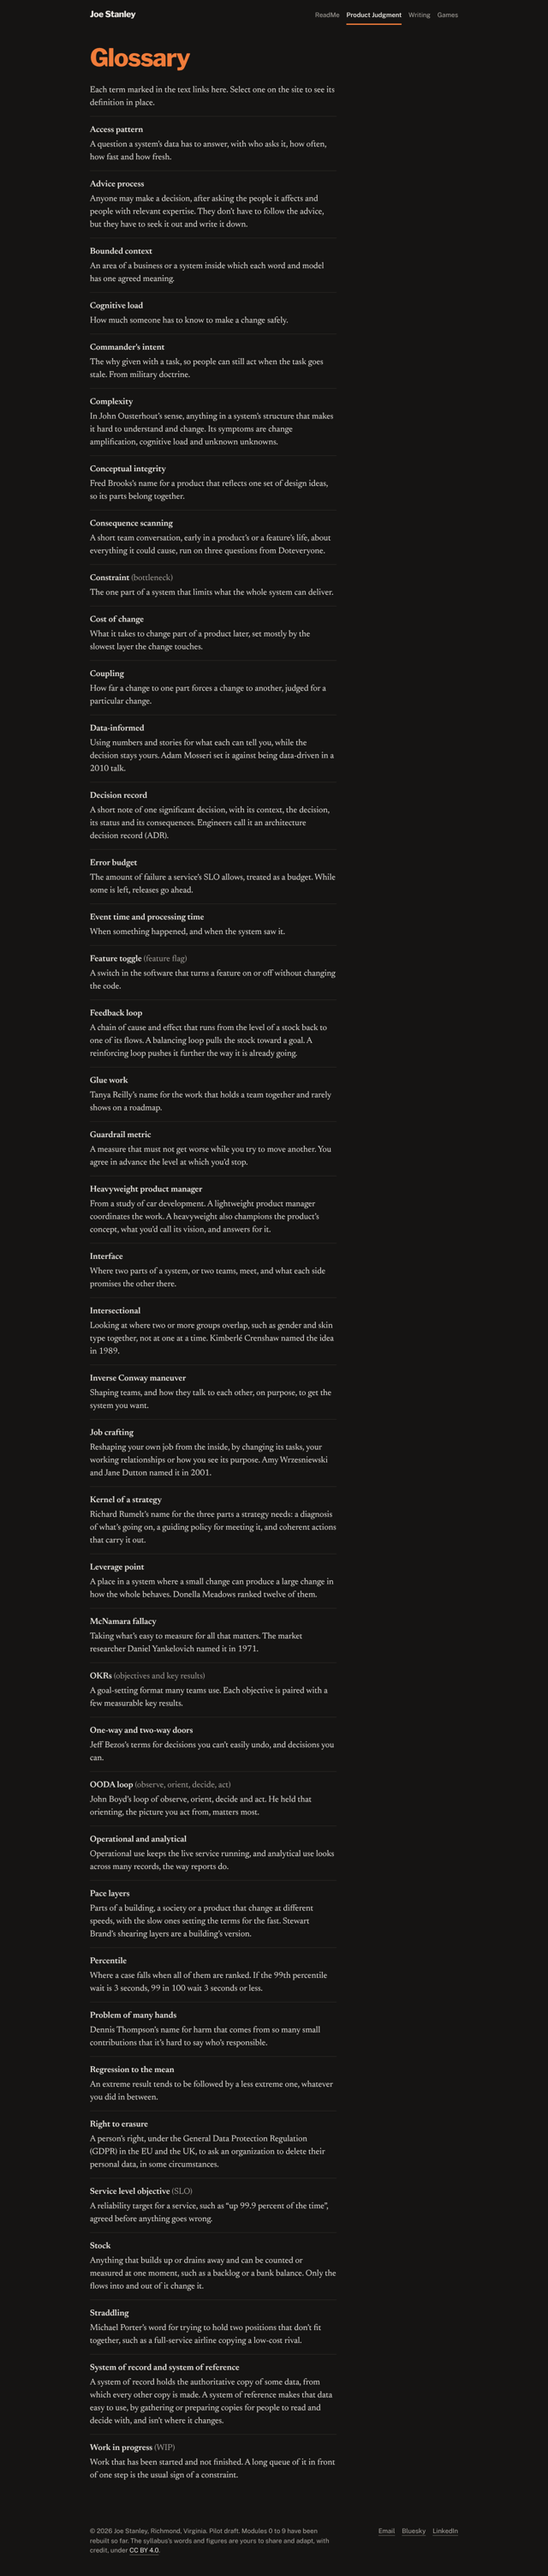 Joe Stanley
ReadMe Product Judgment Writing Games
Glossary
Each term marked in the text links here. Select one on the site to see its
definition in place.
Access pattern
A question a system's data has to answer, with who asks it, how often,
how fast and how fresh.
Advice process
Anyone may make a decision, after asking the people it affects and
people with relevant expertise. They don't have to follow the advice,
but they have to seek it out and write it down.
Bounded context
An area of a business or a system inside which each word and model
has one agreed meaning.
Cognitive load
How much someone has to know to make a change safely.
Commander's intent
The why given with a task, so people can still act when the task goes
stale. From military doctrine.
Complexity
In John Ousterhout's sense, anything in a system's structure that makes
it hard to understand and change. Its symptoms are change
amplification, cognitive load and unknown unknowns.
Conceptual integrity
Fred Brooks's name for a product that reflects one set of design ideas,
so its parts belong together.
Consequence scanning
A short team conversation, early in a product's or a feature's life, about
everything it could cause, run on three questions from Doteveryone.
Constraint (bottleneck)
The one part of a system that limits what the whole system can deliver.
Cost of change
What it takes to change part of a product later, set mostly by the
slowest layer the change touches.
Coupling
How far a change to one part forces a change to another, judged for a
particular change.
Data-informed
Using numbers and stories for what each can tell you, while the
decision stays yours. Adam Mosseri set it against being data-driven in a
2010 talk.
Decision record
A short note of one significant decision, with its context, the decision,
its status and its consequences. Engineers call it an architecture
decision record (ADR).
Error budget
The amount of failure a service's SLO allows, treated as a budget. While
some is left, releases go ahead.
Event time and processing time
When something happened, and when the system saw it.
Feature toggle (feature flag)
A switch in the software that turns a feature on or off without changing
the code.
Feedback loop
A chain of cause and effect that runs from the level of a stock back to
one of its flows. A balancing loop pulls the stock toward a goal. A
reinforcing loop pushes it further the way it is already going.
Glue work
Tanya Reilly's name for the work that holds a team together and rarely
shows on a roadmap.
Guardrail metric
A measure that must not get worse while you try to move another. You
agree in advance the level at which you'd stop.
Heavyweight product manager
From a study of car development. A lightweight product manager
coordinates the work. A heavyweight also champions the product's
concept, what you'd call its vision, and answers for it.
Interface
Where two parts of a system, or two teams, meet, and what each side
promises the other there.
Intersectional
Looking at where two or more groups overlap, such as gender and skin
type together, not at one at a time. Kimberlé Crenshaw named the idea
in 1989.
Inverse Conway maneuver
Shaping teams, and how they talk to each other, on purpose, to get the
system you want.
Job crafting
Reshaping your own job from the inside, by changing its tasks, your
working relationships or how you see its purpose. Amy Wrzesniewski
and Jane Dutton named it in 2001.
Kernel of a strategy
Richard Rumelt's name for the three parts a strategy needs: a diagnosis
of what's going on, a guiding policy for meeting it, and coherent actions
that carry it out.
Leverage point
A place in a system where a small change can produce a large change in
how the whole behaves. Donella Meadows ranked twelve of them.
McNamara fallacy
Taking what's easy to measure for all that matters. The market
researcher Daniel Yankelovich named it in 1971.
OKRs (objectives and key results)
A goal-setting format many teams use. Each objective is paired with a
few measurable key results.
One-way and two-way doors
Jeff Bezos's terms for decisions you can't easily undo, and decisions you
can.
OODA loop (observe, orient, decide, act)
John Boyd's loop of observe, orient, decide and act. He held that
orienting, the picture you act from, matters most.
Operational and analytical
Operational use keeps the live service running, and analytical use looks
across many records, the way reports do.
Pace layers
Parts of a building, a society or a product that change at different
speeds, with the slow ones setting the terms for the fast. Stewart
Brand's shearing layers are a building's version.
Percentile
Where a case falls when all of them are ranked. If the 99th percentile
wait is 3 seconds, 99 in 100 wait 3 seconds or less.
Problem of many hands
Dennis Thompson's name for harm that comes from so many small
contributions that it's hard to say who's responsible.
Regression to the mean
An extreme result tends to be followed by a less extreme one, whatever
you did in between.
Right to erasure
A person's right, under the General Data Protection Regulation
(GDPR) in the EU and the UK, to ask an organization to delete their
personal data, in some circumstances.
Service level objective (SLO)
A reliability target for a service, such as “up 99.9 percent of the time”,
agreed before anything goes wrong.
Stock
Anything that builds up or drains away and can be counted or
measured at one moment, such as a backlog or a bank balance. Only the
flows into and out of it change it.
Straddling
Michael Porter's word for trying to hold two positions that don't fit
together, such as a full-service airline copying a low-cost rival.
System of record and system of reference
A system of record holds the authoritative copy of some data, from
which every other copy is made. A system of reference makes that data
easy to use, by gathering or preparing copies for people to read and
decide with, and isn't where it changes.
Work in progress (WIP)
Work that has been started and not finished. A long queue of it in front
of one step is the usual sign of a constraint.
© 2026 Joe Stanley, Richmond, Virginia. Pilot draft. Modules 0 to 9 have been
rebuilt so far. The syllabus's words and figures are yours to share and adapt, with
credit, under CC BY 4.0.
Email Bluesky LinkedIn